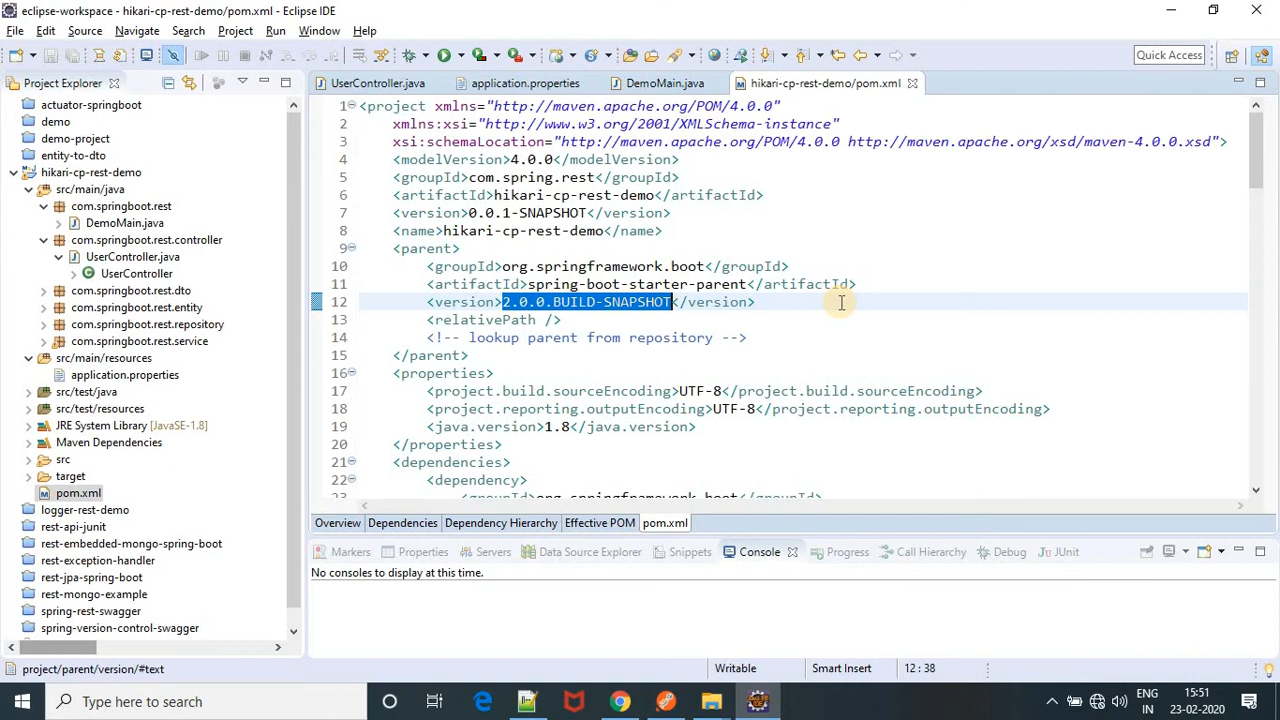 eclipse-workspace - hikari-cp-rest-demo/pom.xml - Eclipse IDE
File Edit Source Navigate Search Project Run Window Help
Quick Access
Project Explorer
actuator-springboot
demo
demo-project
entity-to-dto
hikari-cp-rest-demo
src/main/java
com.springboot.rest
DemoMain.java
com.springboot.rest.controller
UserController.java
UserController
com.springboot.rest.dto
com.springboot.rest.entity
com.springboot.rest.repository
com.springboot.rest.service
src/main/resources
application.properties
src/test/java
src/test/resources
JRE System Library [JavaSE-1.8]
Maven Dependencies
src
target
pom.xml
logger-rest-demo
rest-api-junit
rest-embedded-mongo-spring-boot
rest-exception-handler
rest-jpa-spring-boot
rest-mongo-example
spring-rest-swagger
spring-version-control-swagger
UserController.java application.properties DemoMain.java hikari-cp-rest-demo/pom.xml
1 <project xmlns="http://maven.apache.org/POM/4.0.0"
2 xmlns:xsi="http://www.w3.org/2001/XMLSchema-instance"
3 xsi:schemaLocation="http://maven.apache.org/POM/4.0.0 http://maven.apache.org/xsd/maven-4.0.0.xsd">
4 <modelVersion>4.0.0</modelVersion>
5 <groupId>com.spring.rest</groupId>
6 <artifactId>hikari-cp-rest-demo</artifactId>
7 <version>0.0.1-SNAPSHOT</version>
8 <name>hikari-cp-rest-demo</name>
9 <parent>
10 <groupId>org.springframework.boot</groupId>
11 <artifactId>spring-boot-starter-parent</artifactId>
12 <version>2.0.0.BUILD-SNAPSHOT</version>
13 <relativePath />
14 <!-- lookup parent from repository -->
15 </parent>
16 <properties>
17 <project.build.sourceEncoding>UTF-8</project.build.sourceEncoding>
18 <project.reporting.outputEncoding>UTF-8</project.reporting.outputEncoding>
19 <java.version>1.8</java.version>
20 </properties>
21 <dependencies>
22 <dependency>
23 <groupId>org.springframework.boot</groupId>
Overview Dependencies Dependency Hierarchy Effective POM pom.xml
Markers Properties Servers Data Source Explorer Snippets Console Progress Call Hierarchy Debug JUnit
No consoles to display at this time.
project/parent/version/#text Writable Smart Insert 12 : 38
Type here to search
ENG
IN
15:51
23-02-2020